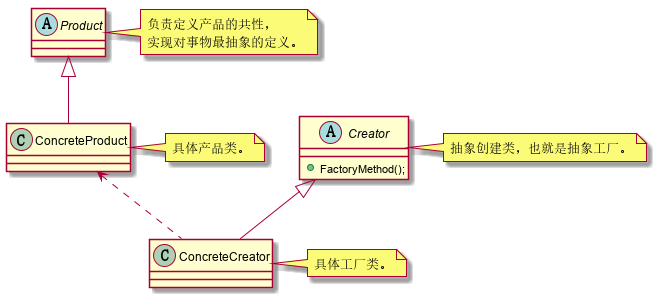 A Product
负责定义产品的共性，
实现对事物最抽象的定义。
C ConcreteProduct
具体产品类。
A Creator
FactoryMethod();
抽象创建类，也就是抽象工厂。
C ConcreteCreator
具体工厂类。